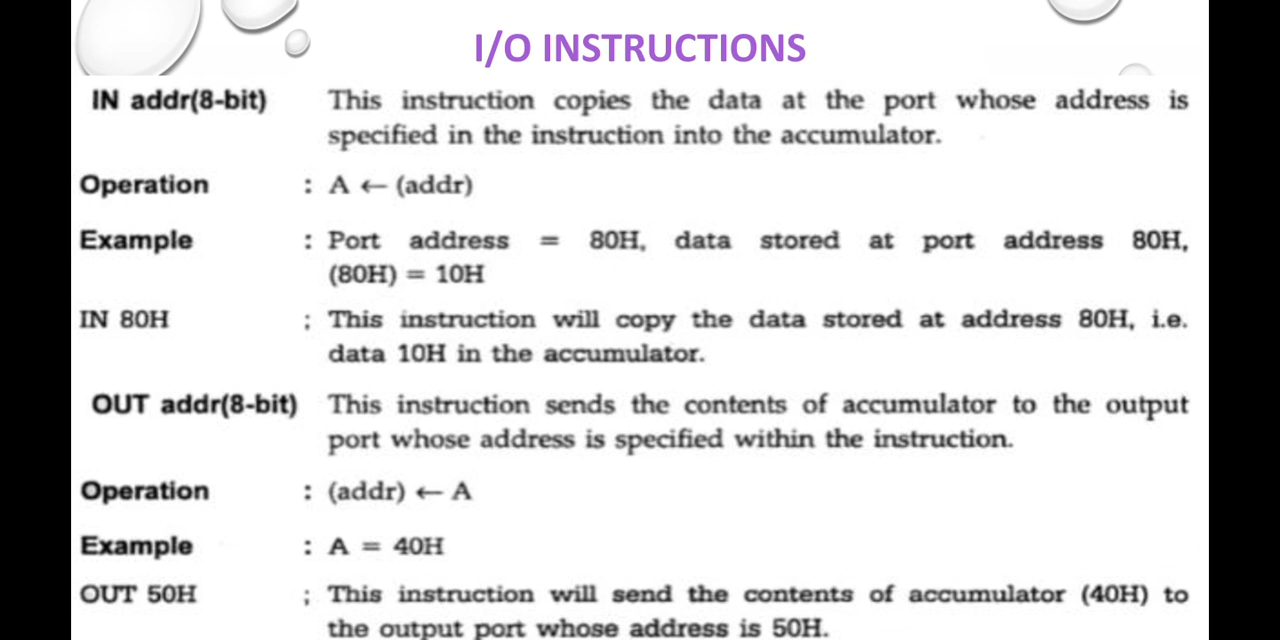 I/O INSTRUCTIONS
IN addr(8-bit) This instruction copies the data at the port whose address is
specified in the instruction into the accumulator.
Operation : A ← (addr)
Example : Port address = 80H, data stored at port address 80H,
(80H) = 10H
IN 80H ; This instruction will copy the data stored at address 80H, i.e.
data 10H in the accumulator.
OUT addr(8-bit) This instruction sends the contents of accumulator to the output
port whose address is specified within the instruction.
Operation : (addr) ← A
Example : A = 40H
OUT 50H ; This instruction will send the contents of accumulator (40H) to
the output port whose address is 50H.